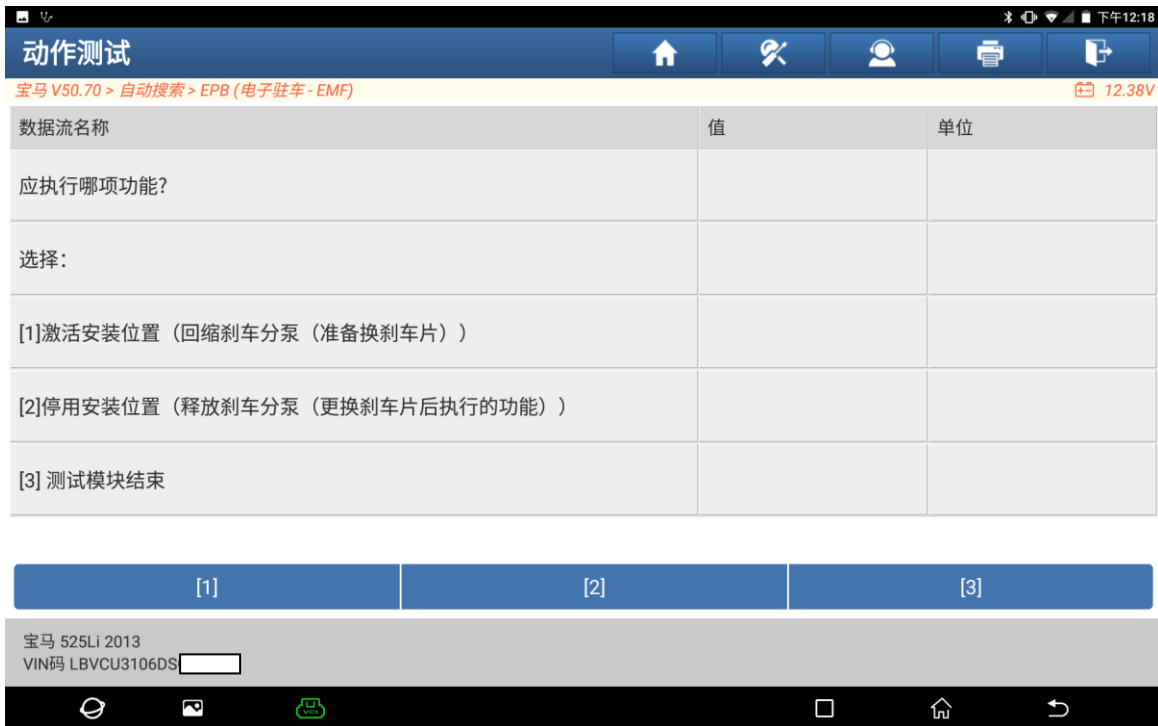 下午12:18
动作测试
宝马 V50.70 > 自动搜索 > EPB (电子驻车 - EMF)
12.38V
数据流名称 值 单位
应执行哪项功能?
选择：
[1]激活安装位置（回缩刹车分泵（准备换刹车片））
[2]停用安装位置（释放刹车分泵（更换刹车片后执行的功能））
[3] 测试模块结束
[1] [2] [3]
宝马 525Li 2013
VIN码 LBVCU3106DS
VCI